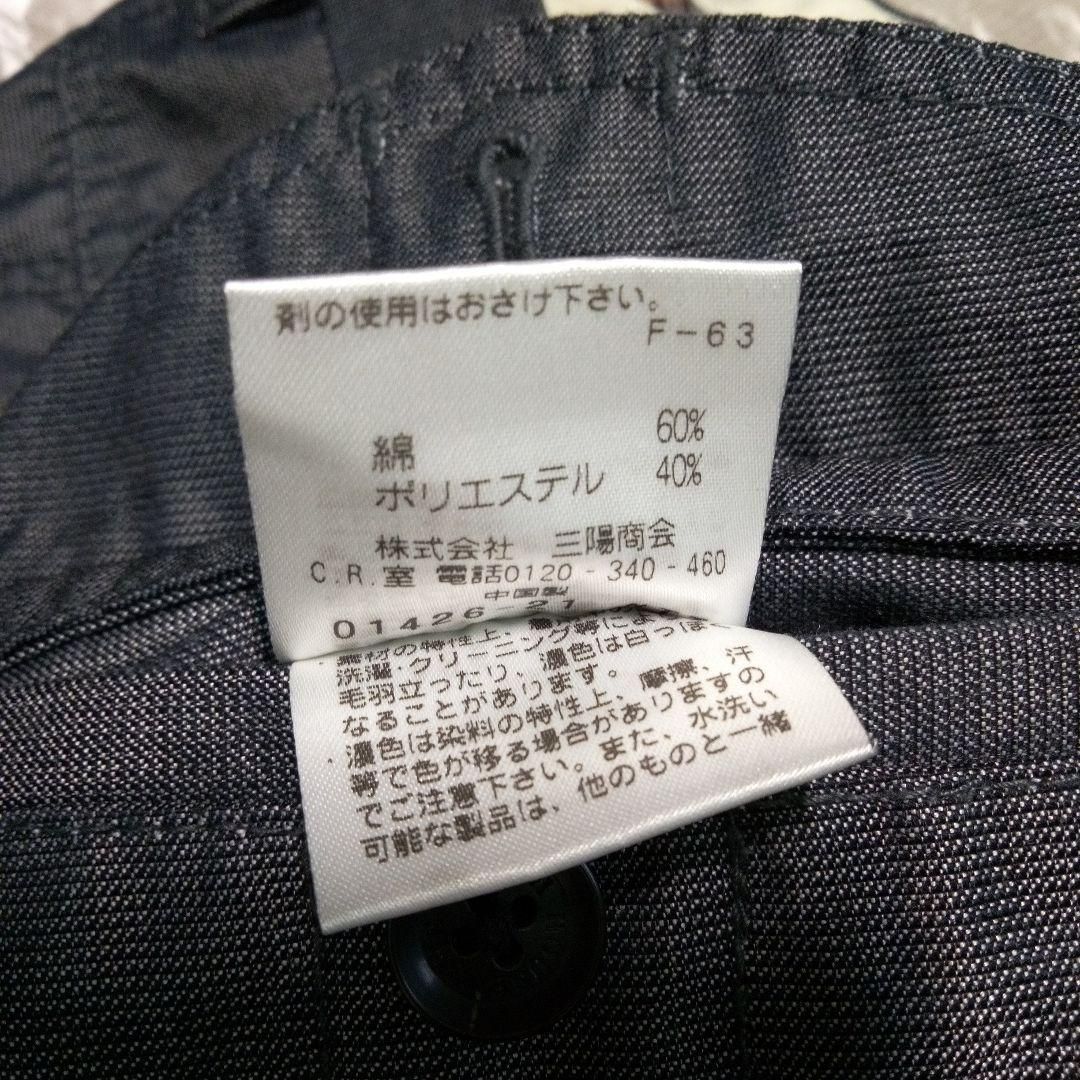 剤の使用はおさけ下さい。
F-63
綿 60%
ポリエステル 40%
株式会社 三陽商会
C.R.室 電話0120-340-460
中国製
01426-21
・素材の特性上、
洗濯・クリーニング等によ
毛羽立ったり、濃色は白っぽ
なることがあります。
・濃色は染料の特性上、摩擦、汗
等で色が移る場合がありますの
でご注意下さい。また、水洗い
可能な製品は、他のものと一緒